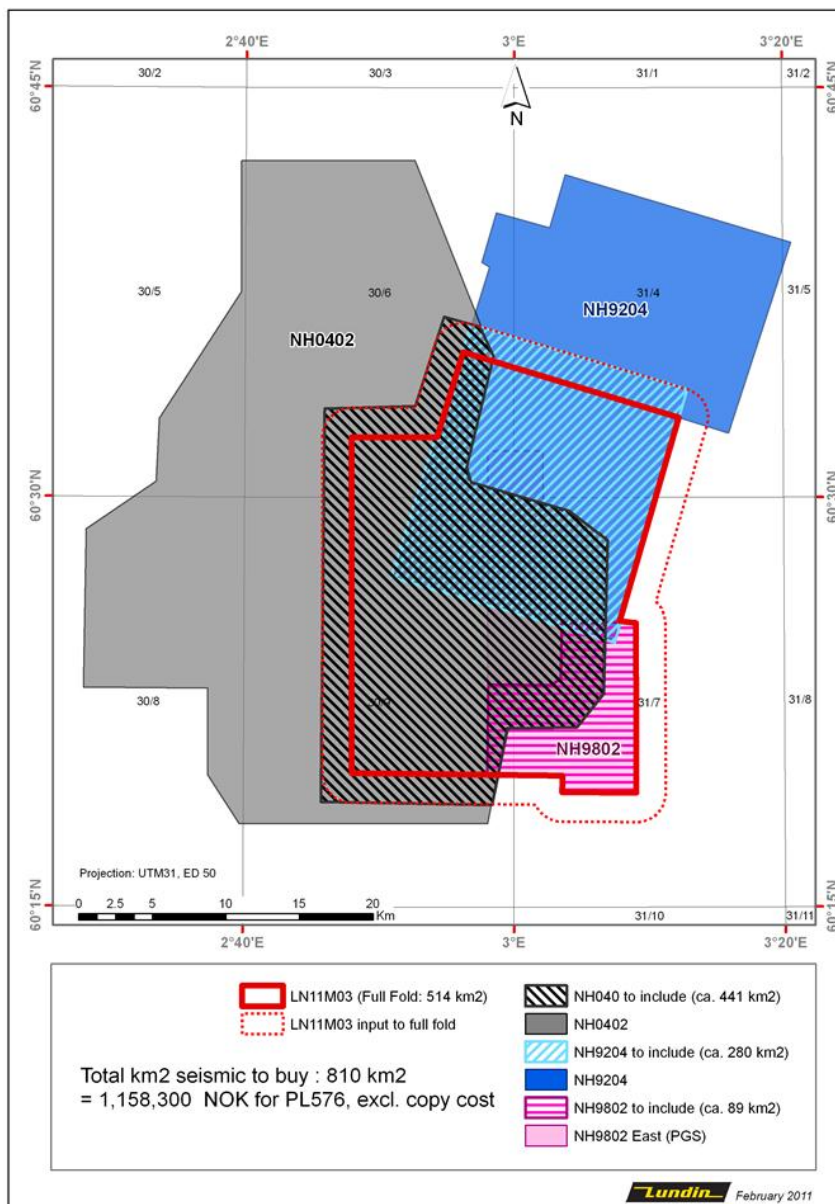 2°40'E 3°E 3°20'E
30/2 30/3 31/1 31/2
60°45'N 60°45'N
N
30/5 30/6 31/4 31/5
NH9204
NH0402
60°30'N 60°30'N
30/8 31/7 31/8
NH9802
Projection: UTM31, ED 50
0 2.5 5 10 15 20
Km
60°15'N 60°15'N
31/10 31/11
2°40'E 3°E 3°20'E
LN11M03 (Full Fold: 514 km2)
LN11M03 input to full fold
Total km2 seismic to buy : 810 km2
= 1,158,300 NOK for PL576, excl. copy cost
NH040 to include (ca. 441 km2)
NH0402
NH9204 to include (ca. 280 km2)
NH9204
NH9802 to include (ca. 89 km2)
NH9802 East (PGS)
Lundin February 2011